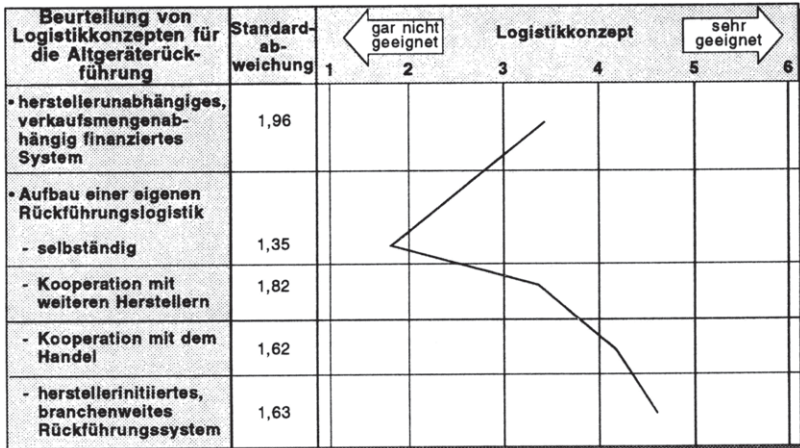 Beurteilung von
Logistikkonzepten für
die Altgeräterück-
führung
Standard-
ab-
weichung
gar nicht
geeignet
Logistikkonzept
sehr
geeignet
1 2 3 4 5 6
• herstellerunabhängiges,
verkaufsmengenab-
hängig finanziertes
System
1,96
• Aufbau einer eigenen
Rückführungslogistik
- selbständig
1,35
- Kooperation mit
weiteren Herstellern
1,82
- Kooperation mit dem
Handel
1,62
- herstellerinitiiertes,
branchenweites
Rückführungssystem
1,63